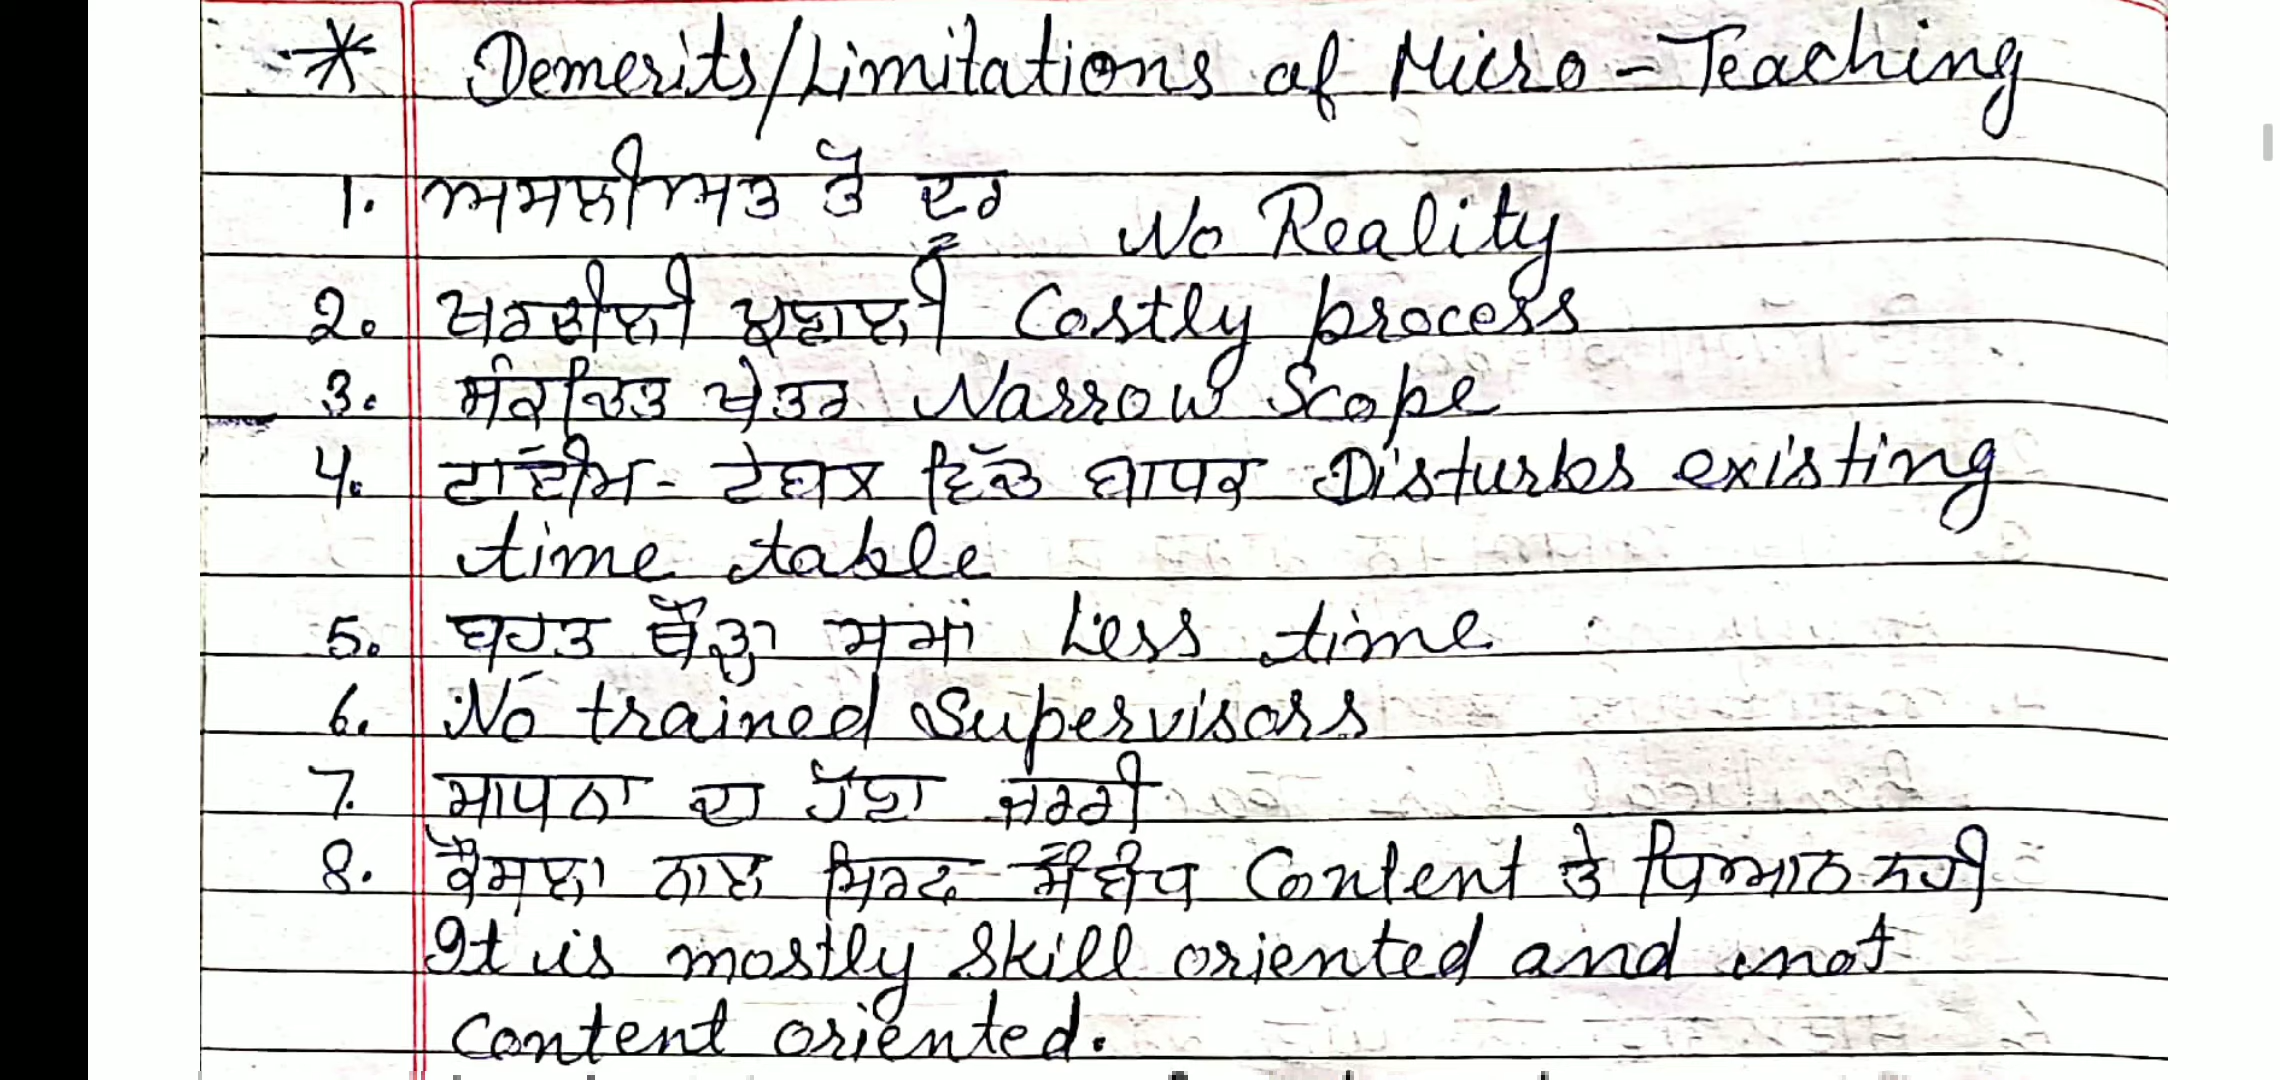 * Demerits/Limitations of Micro-Teaching
1. ਅਸਲੀਅਤ ਤੋਂ ਦੂਰ No Reality
2. ਖਰਚੀਲੀ ਪ੍ਰਣਾਲੀ Costly process
3. ਸੰਕੁਚਿਤ ਖੇਤਰ Narrow Scope
4. ਟਾਈਮ-ਟੇਬਲ ਵਿੱਚ ਬਾਧਕ Disturbs existing
time table
5. ਬਹੁਤ ਥੋੜ੍ਹਾ ਸਮਾਂ Less time
6. No trained Supervisors
7. ਸਾਧਨਾ ਦਾ ਹੋਣਾ ਜਰੂਰੀ
8. ਕੌਸ਼ਲਾ ਨਾਲ ਸਿਰਫ ਸੰਬੰਧ Content ਤੇ ਧਿਆਨ ਨਹੀ
It is mostly skill oriented and not
content oriented.